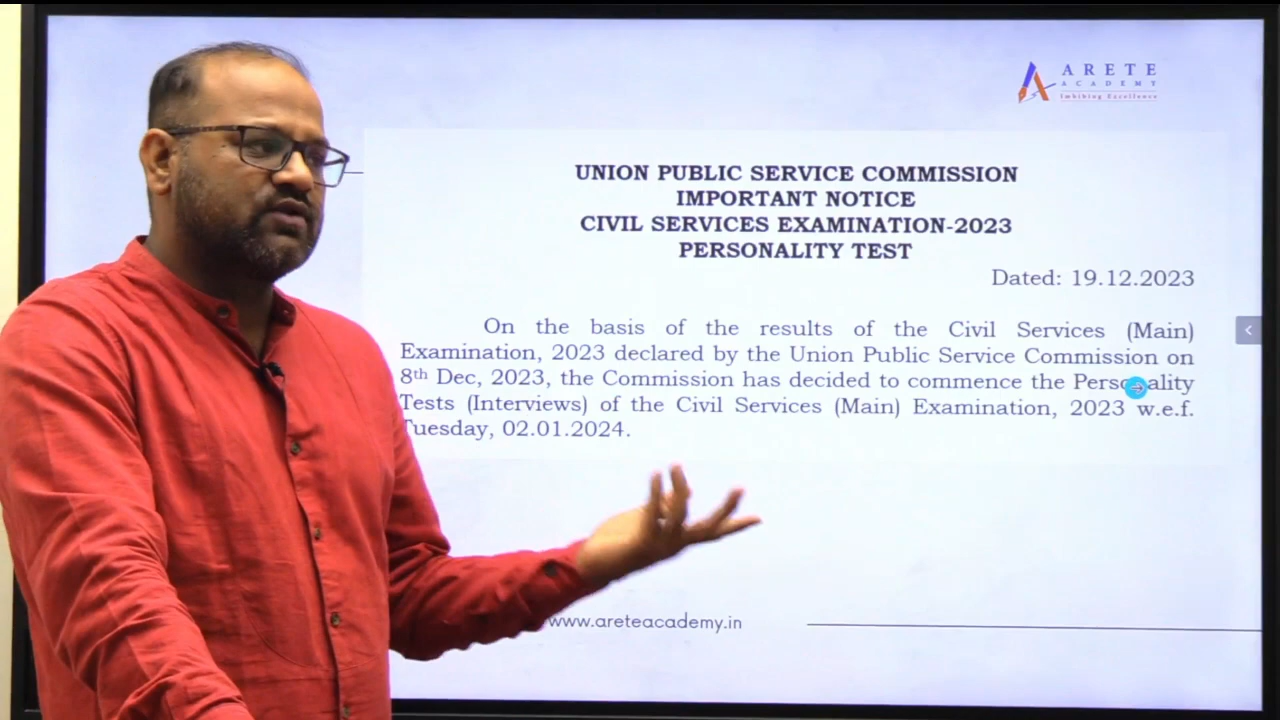 ARETE
ACADEMY
Imbibing Excellence
UNION PUBLIC SERVICE COMMISSION
IMPORTANT NOTICE
CIVIL SERVICES EXAMINATION-2023
PERSONALITY TEST
Dated: 19.12.2023
On the basis of the results of the Civil Services (Main)
Examination, 2023 declared by the Union Public Service Commission on
8th Dec, 2023, the Commission has decided to commence the Personality
Tests (Interviews) of the Civil Services (Main) Examination, 2023 w.e.f.
Tuesday, 02.01.2024.
www.areteacademy.in